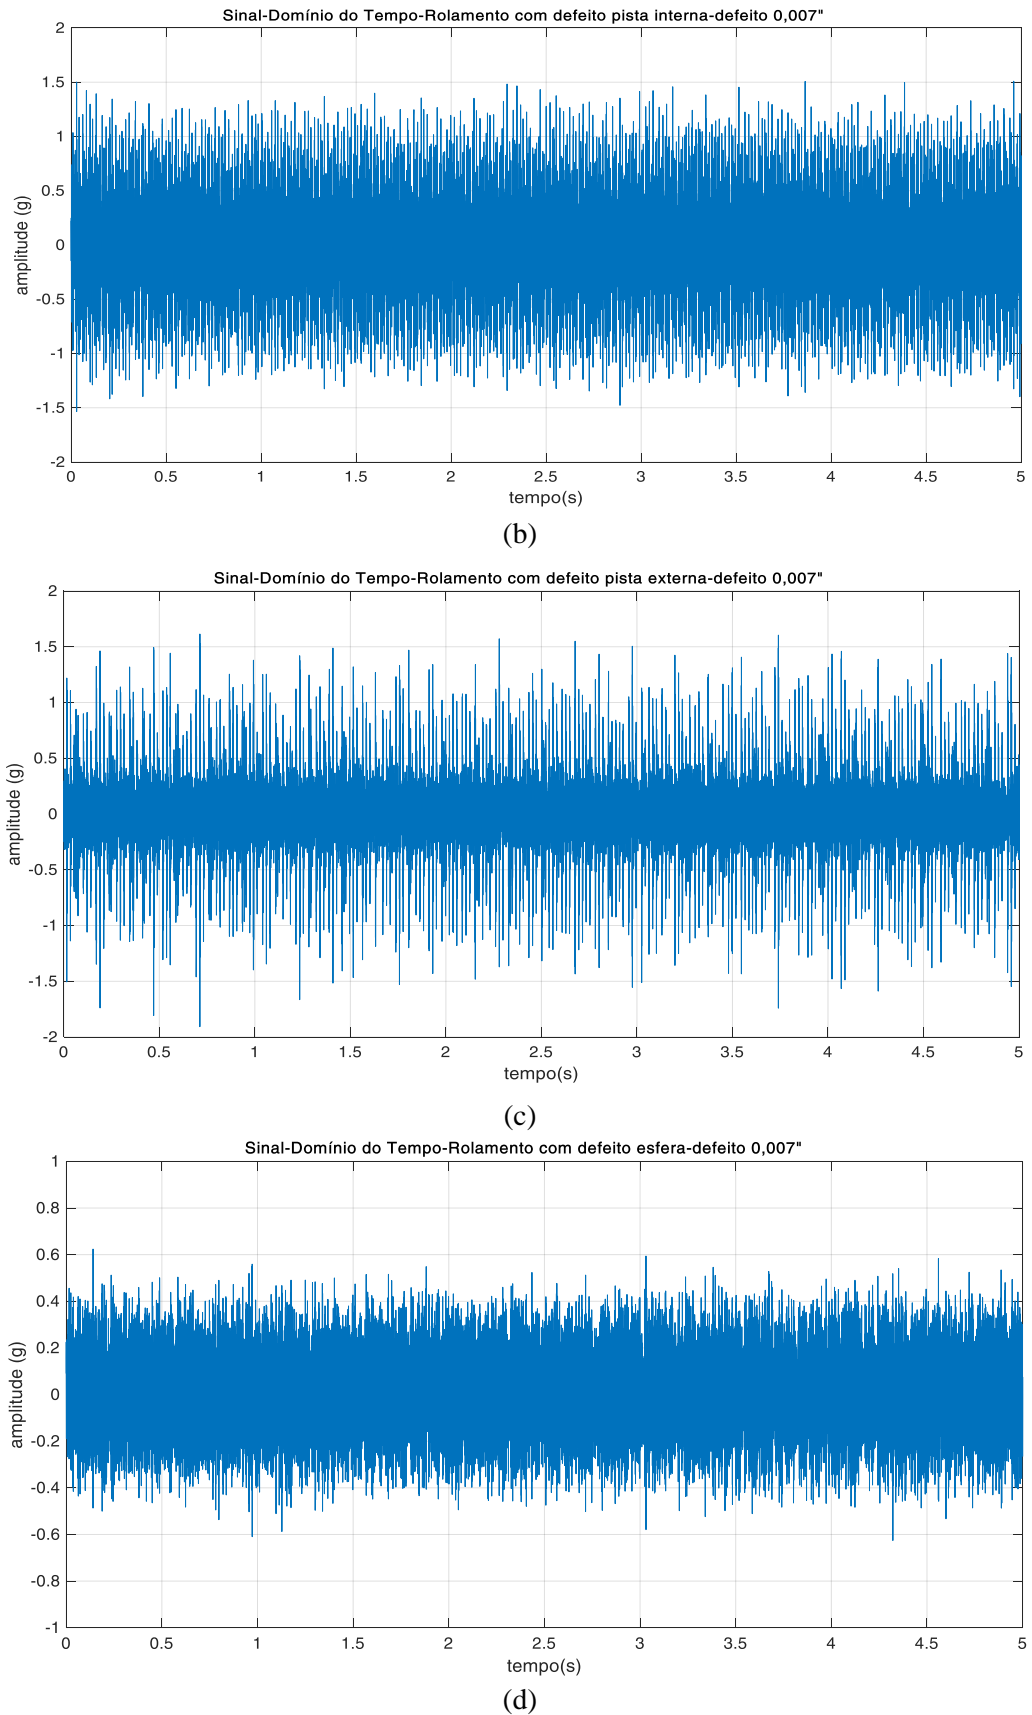 Sinal-Domínio do Tempo-Rolamento com defeito pista interna-defeito 0,007"
2
1.5
1
0.5
0
-0.5
-1
-1.5
-2
amplitude (g)
0 0.5 1 1.5 2 2.5 3 3.5 4 4.5 5
tempo(s)
(b)
Sinal-Domínio do Tempo-Rolamento com defeito pista externa-defeito 0,007"
2
1.5
1
0.5
0
-0.5
-1
-1.5
-2
amplitude (g)
0 0.5 1 1.5 2 2.5 3 3.5 4 4.5 5
tempo(s)
(c)
Sinal-Domínio do Tempo-Rolamento com defeito esfera-defeito 0,007"
1
0.8
0.6
0.4
0.2
0
-0.2
-0.4
-0.6
-0.8
-1
amplitude (g)
0 0.5 1 1.5 2 2.5 3 3.5 4 4.5 5
tempo(s)
(d)